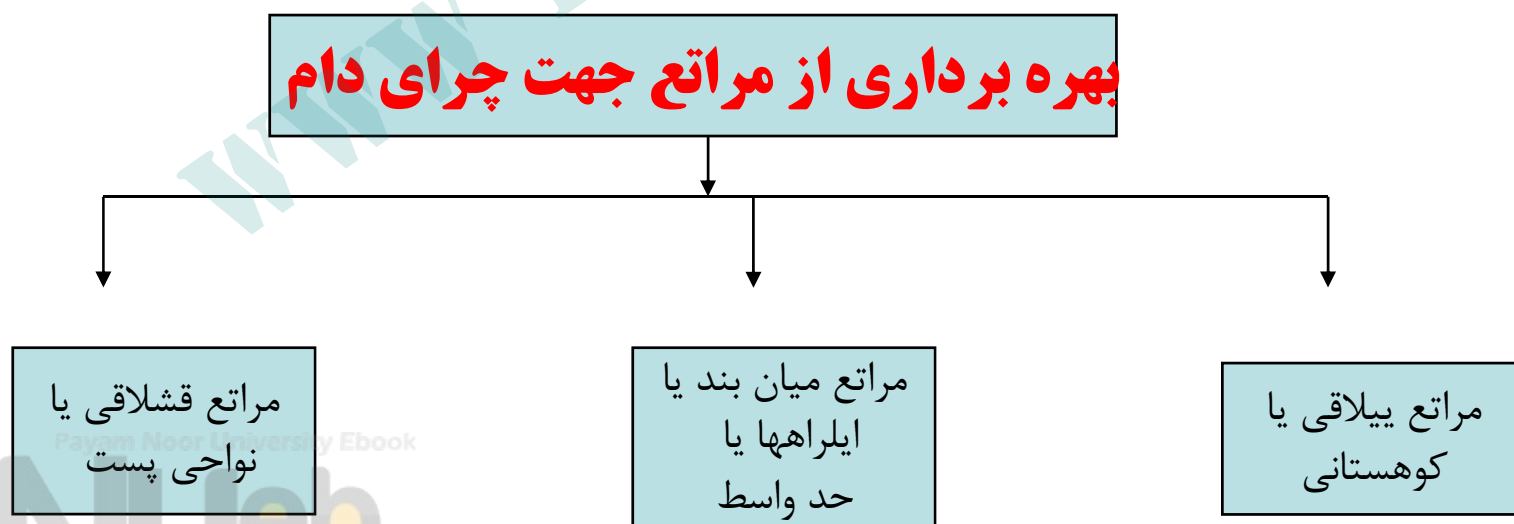 بهره برداری از مراتع جهت چرای دام
مراتع ییلاقی یا
کوهستانی
مراتع میان بند یا
ایلراهها یا
حد واسط
مراتع قشلاقی یا
نواحی پست
Payam Noor University Ebook
www